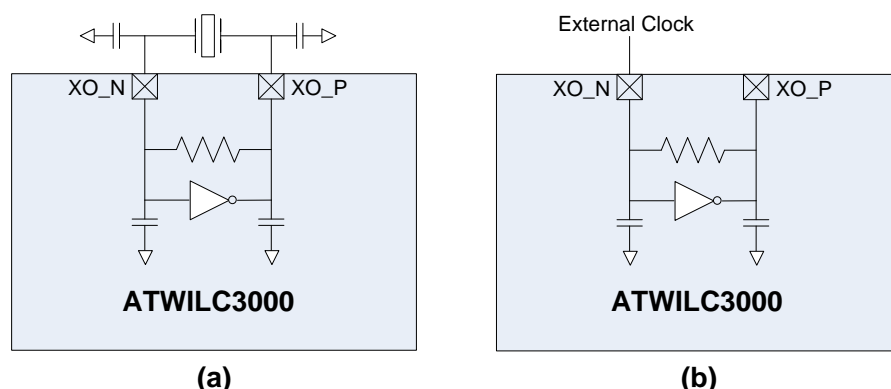 External Clock
XO_N XO_P XO_N XO_P
ATWILC3000 ATWILC3000
(a) (b)